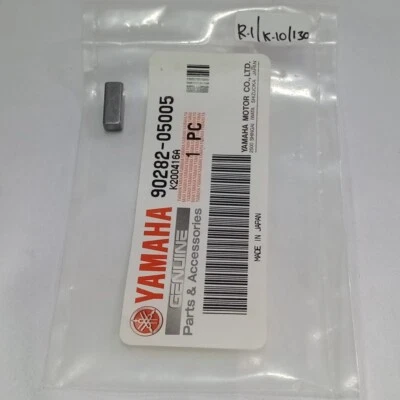 R-1/K-10/130
YAMAHA
GENUINE
Parts & Accessories
90282-05005
K200416A
1 PC
YAMAHA MOTOR CO., LTD.
MADE IN JAPAN